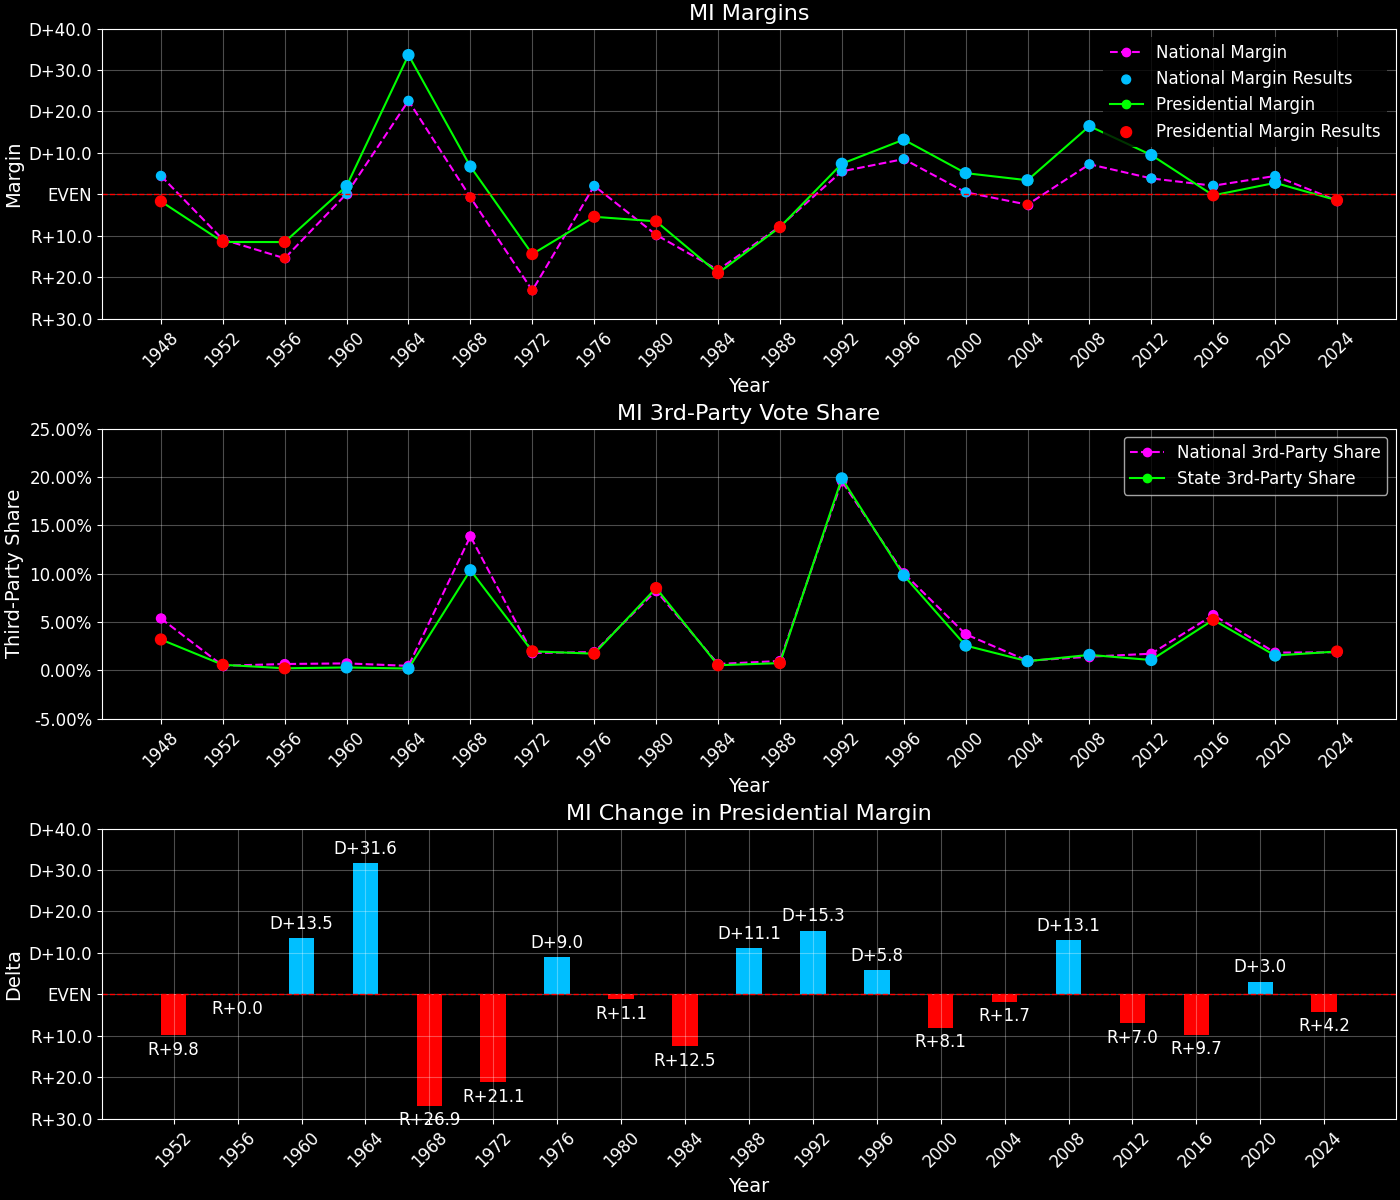 MI Margins
D+40.0
D+30.0
D+20.0
D+10.0
EVEN
R+10.0
R+20.0
R+30.0
Margin
National Margin
National Margin Results
Presidential Margin
Presidential Margin Results
1948 1952 1956 1960 1964 1968 1972 1976 1980 1984 1988 1992 1996 2000 2004 2008 2012 2016 2020 2024
Year
MI 3rd-Party Vote Share
25.00%
20.00%
15.00%
10.00%
5.00%
0.00%
-5.00%
Third-Party Share
National 3rd-Party Share
State 3rd-Party Share
1948 1952 1956 1960 1964 1968 1972 1976 1980 1984 1988 1992 1996 2000 2004 2008 2012 2016 2020 2024
Year
MI Change in Presidential Margin
D+40.0
D+30.0
D+20.0
D+10.0
EVEN
R+10.0
R+20.0
R+30.0
Delta
R+9.8
R+0.0
D+13.5
D+31.6
R+26.9
R+21.1
D+9.0
R+1.1
R+12.5
D+11.1
D+15.3
D+5.8
R+8.1
R+1.7
D+13.1
R+7.0
R+9.7
D+3.0
R+4.2
1952 1956 1960 1964 1968 1972 1976 1980 1984 1988 1992 1996 2000 2004 2008 2012 2016 2020 2024
Year